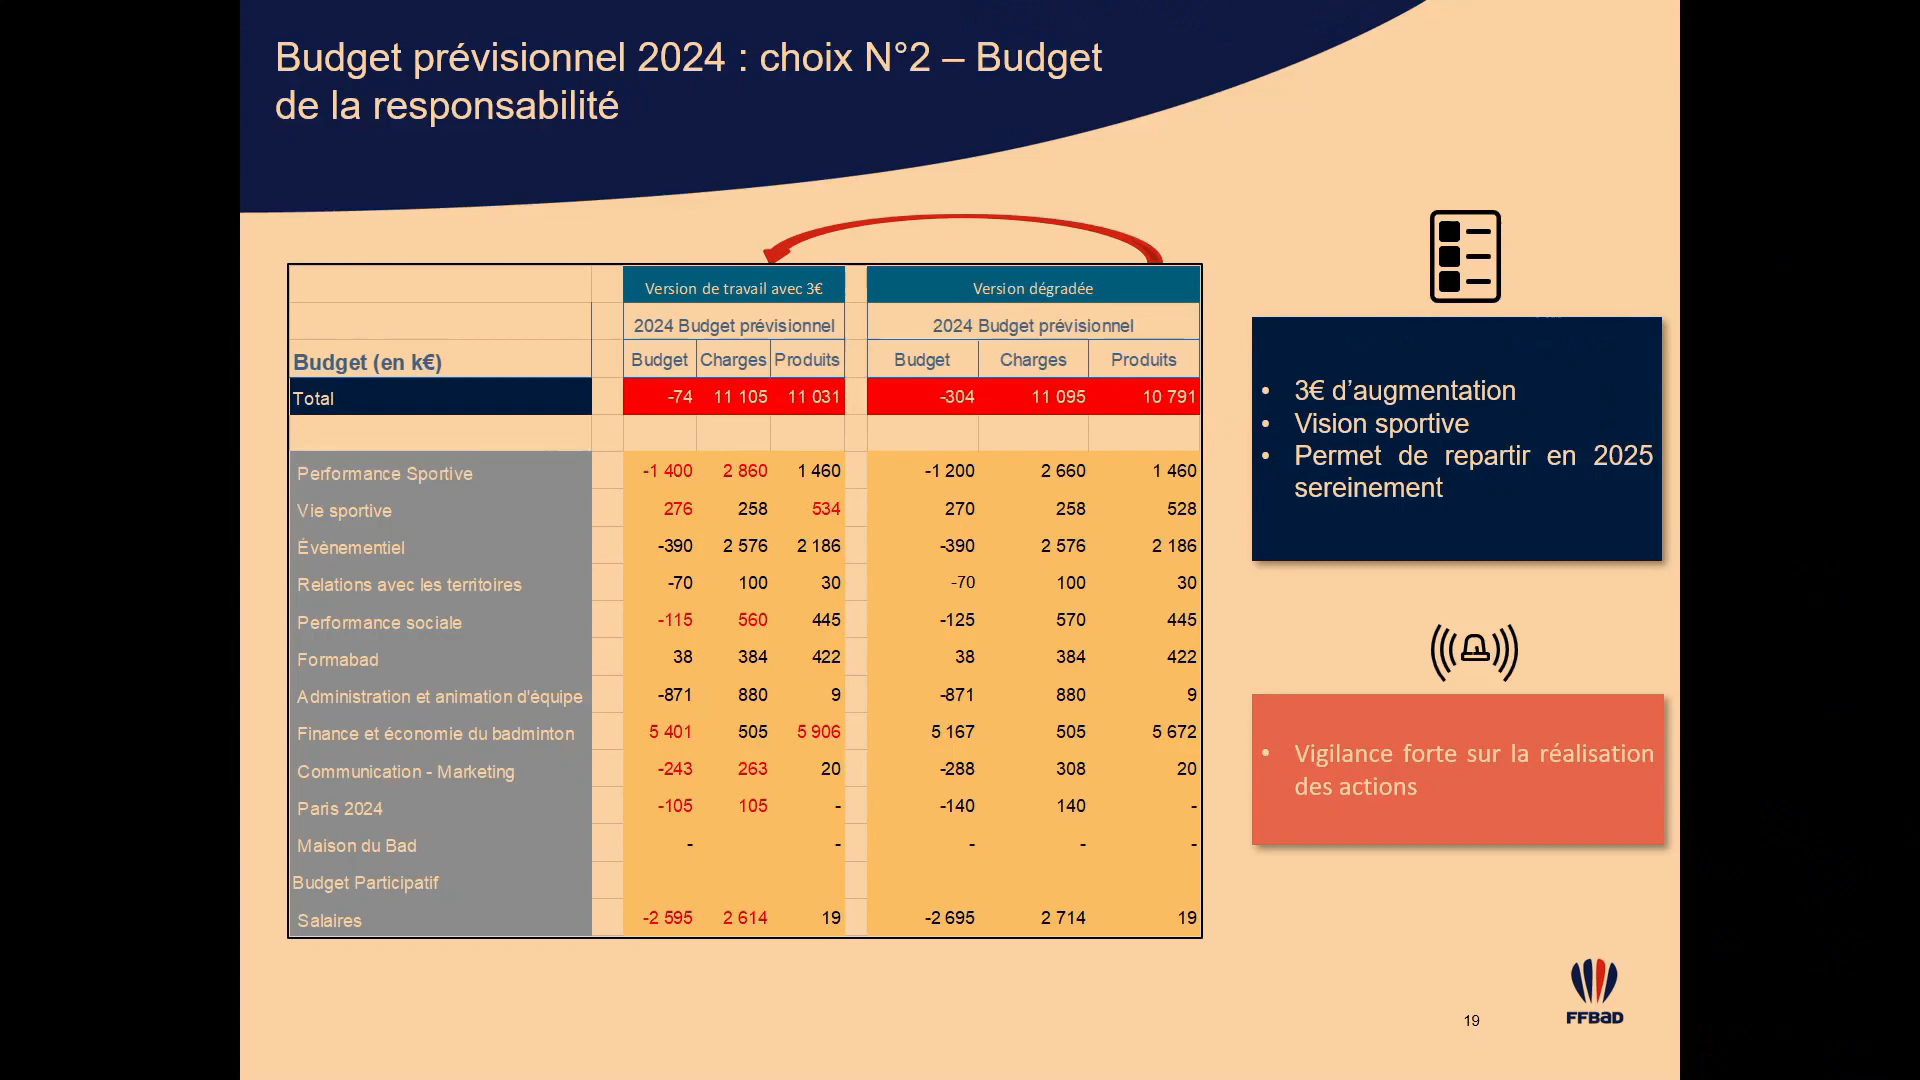 Budget prévisionnel 2024 : choix N°2 – Budget
de la responsabilité
Version de travail avec 3€ Version dégradée
2024 Budget prévisionnel 2024 Budget prévisionnel
Budget (en k€) Budget Charges Produits Budget Charges Produits
Total -74 11 105 11 031 -304 11 095 10 791
Performance Sportive -1 400 2 860 1 460 -1 200 2 660 1 460
Vie sportive 276 258 534 270 258 528
Évènementiel -390 2 576 2 186 -390 2 576 2 186
Relations avec les territoires -70 100 30 -70 100 30
Performance sociale -115 560 445 -125 570 445
Formabad 38 384 422 38 384 422
Administration et animation d'équipe -871 880 9 -871 880 9
Finance et économie du badminton 5 401 505 5 906 5 167 505 5 672
Communication - Marketing -243 263 20 -288 308 20
Paris 2024 -105 105 - -140 140 -
Maison du Bad - - - - -
Budget Participatif
Salaires -2 595 2 614 19 -2 695 2 714 19
• 3€ d’augmentation
• Vision sportive
• Permet de repartir en 2025
sereinement
• Vigilance forte sur la réalisation
des actions
19
FFBaD